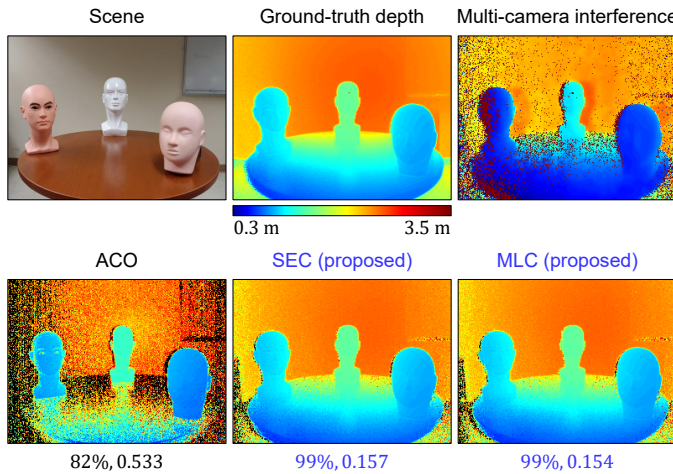 Scene
Ground-truth depth
Multi-camera interference
0.3 m
3.5 m
ACO
SEC (proposed)
MLC (proposed)
82%, 0.533
99%, 0.157
99%, 0.154